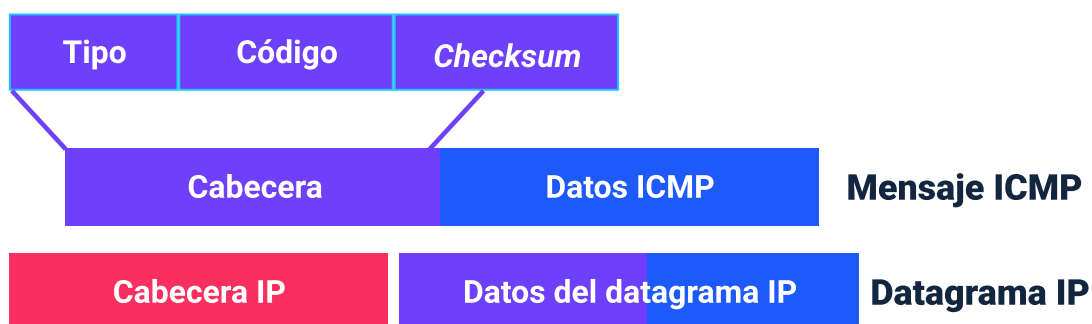 Tipo Código Checksum
Cabecera Datos ICMP Mensaje ICMP
Cabecera IP Datos del datagrama IP Datagrama IP